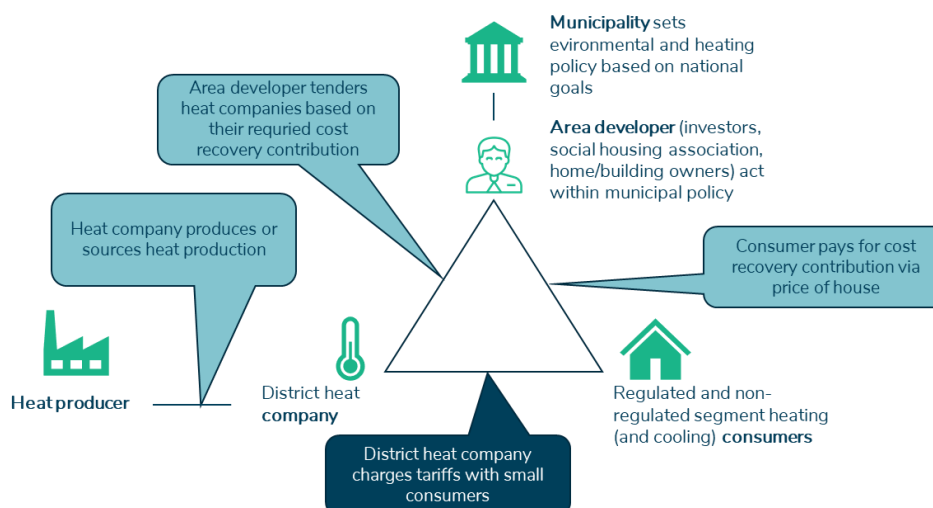 Municipality sets
evironmental and heating
policy based on national
goals
Area developer tenders
heat companies based on
their requried cost
recovery contribution
Area developer (investors,
social housing association,
home/building owners) act
within municipal policy
Heat company produces or
sources heat production
Consumer pays for cost
recovery contribution via
price of house
Heat producer
District heat
company
Regulated and non-
regulated segment heating
(and cooling) consumers
District heat company
charges tariffs with small
consumers